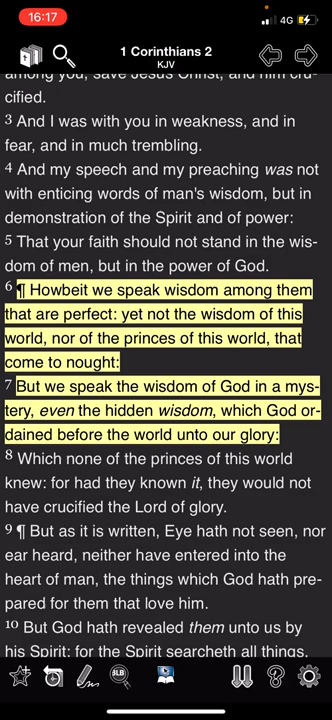 16:17
4G
1 Corinthians 2
KJV
among you, save Jesus Christ, and him cru-
cified.
3 And I was with you in weakness, and in
fear, and in much trembling.
4 And my speech and my preaching was not
with enticing words of man's wisdom, but in
demonstration of the Spirit and of power:
5 That your faith should not stand in the wis-
dom of men, but in the power of God.
6 ¶ Howbeit we speak wisdom among them
that are perfect: yet not the wisdom of this
world, nor of the princes of this world, that
come to nought:
7 But we speak the wisdom of God in a mys-
tery, even the hidden wisdom, which God or-
dained before the world unto our glory:
8 Which none of the princes of this world
knew: for had they known it, they would not
have crucified the Lord of glory.
9 ¶ But as it is written, Eye hath not seen, nor
ear heard, neither have entered into the
heart of man, the things which God hath pre-
pared for them that love him.
10 But God hath revealed them unto us by
his Spirit: for the Spirit searcheth all things,
BLB